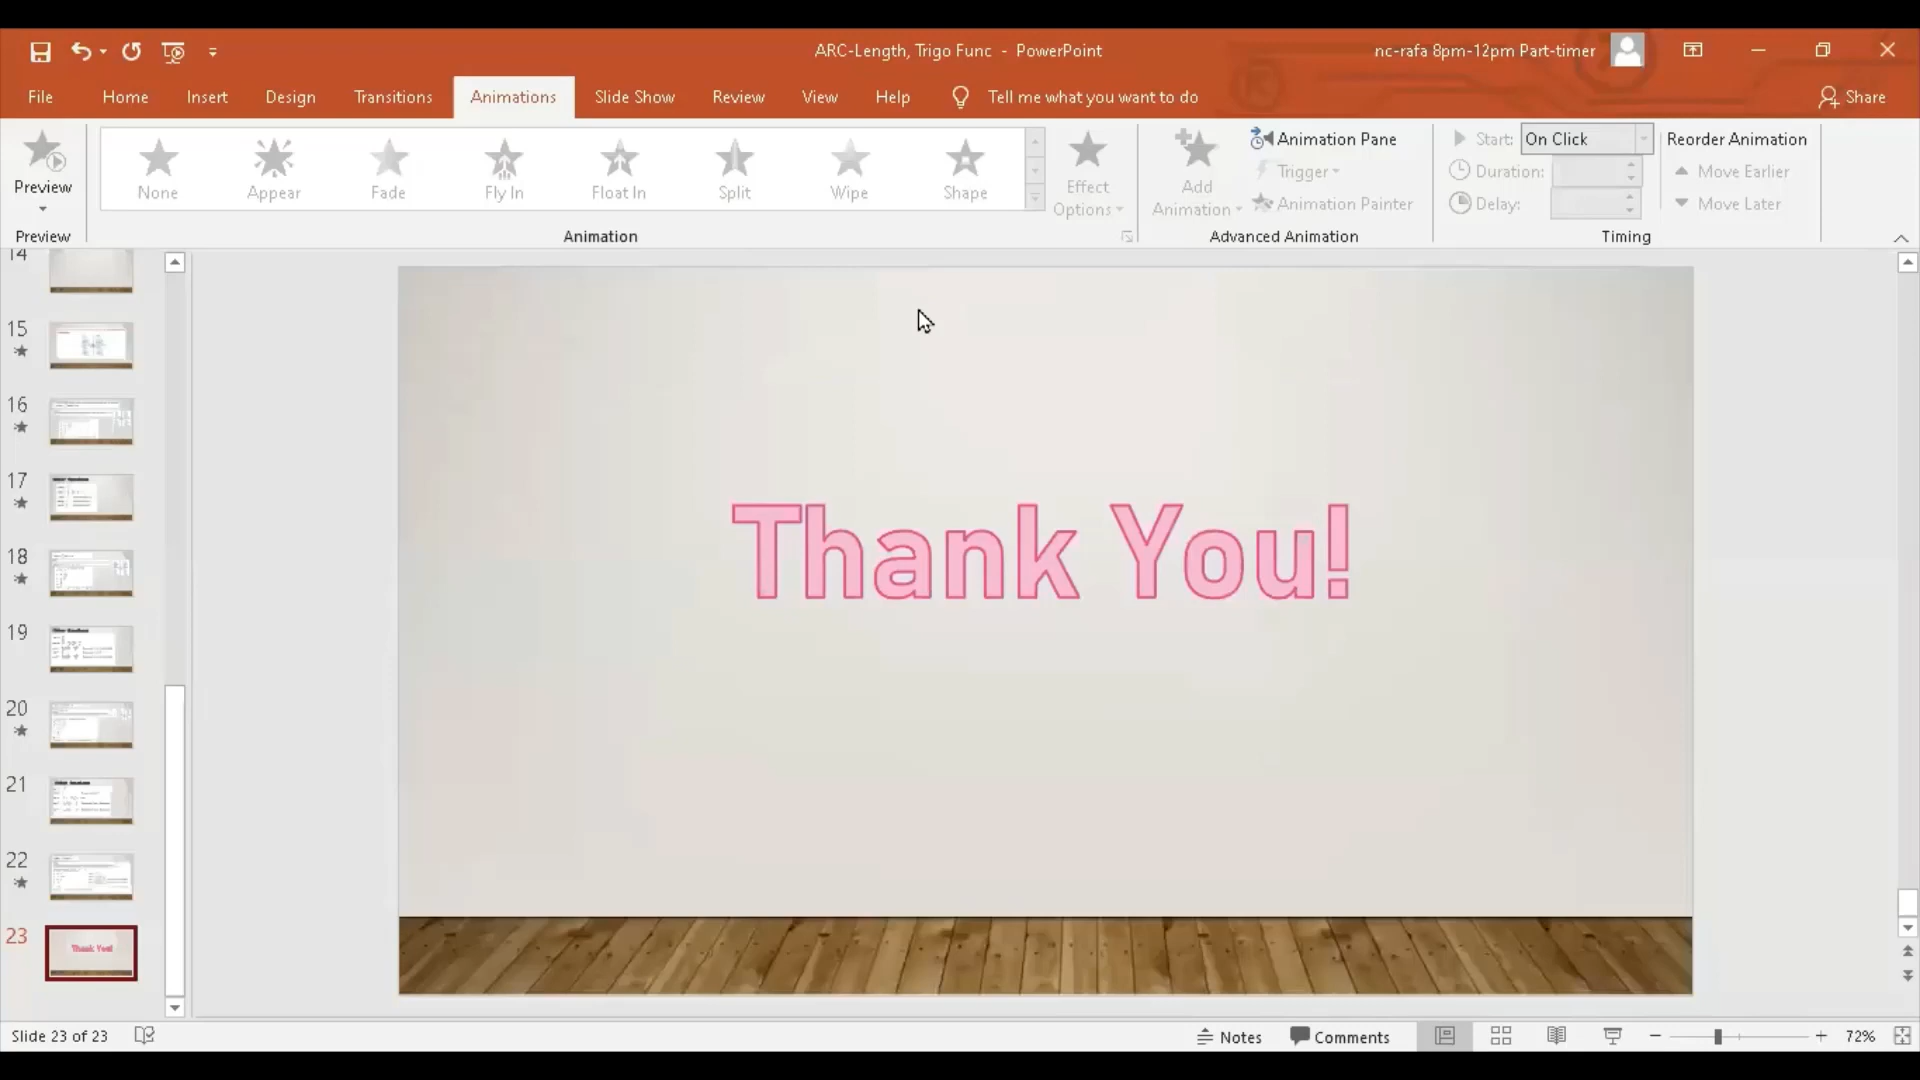 ARC-Length, Trigo Func - PowerPoint
nc-rafa 8pm-12pm Part-timer
File Home Insert Design Transitions Animations Slide Show Review View Help Tell me what you want to do Share
Preview
None Appear Fade Fly In Float In Split Wipe Shape
Effect Options
Add Animation
Animation Pane
Trigger
Animation Painter
Start: On Click
Duration:
Delay:
Reorder Animation
Move Earlier
Move Later
Preview Animation Advanced Animation Timing
14
15
16
17
18
19
20
21
22
23
Thank You!
Thank You!
Slide 23 of 23 Notes Comments 72%